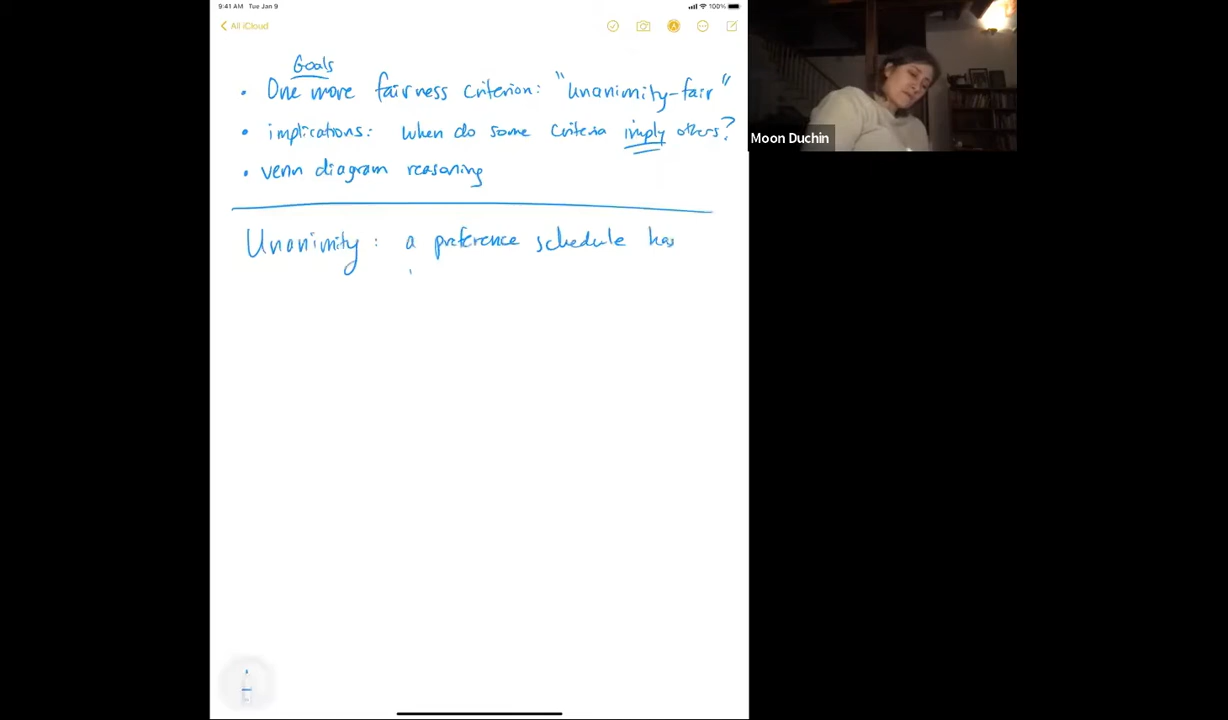 9:41 AM Tue Jan 9
100%
All iCloud
Goals
• One more fairness criterion: "Unanimity-fair"
• implications: when do some criteria imply others?
• venn diagram reasoning
Unanimity: a preference schedule has
Moon Duchin